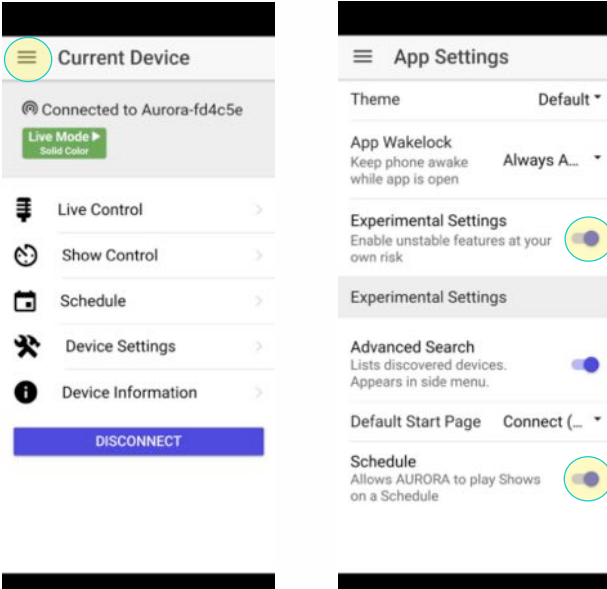 Current Device
Connected to Aurora-fd4c5e
Live Mode
Solid Color
Live Control
Show Control
Schedule
Device Settings
Device Information
DISCONNECT
App Settings
Theme Default
App Wakelock
Keep phone awake
while app is open
Always A...
Experimental Settings
Enable unstable features at your
own risk
Experimental Settings
Advanced Search
Lists discovered devices.
Appears in side menu.
Default Start Page Connect (...
Schedule
Allows AURORA to play Shows
on a Schedule